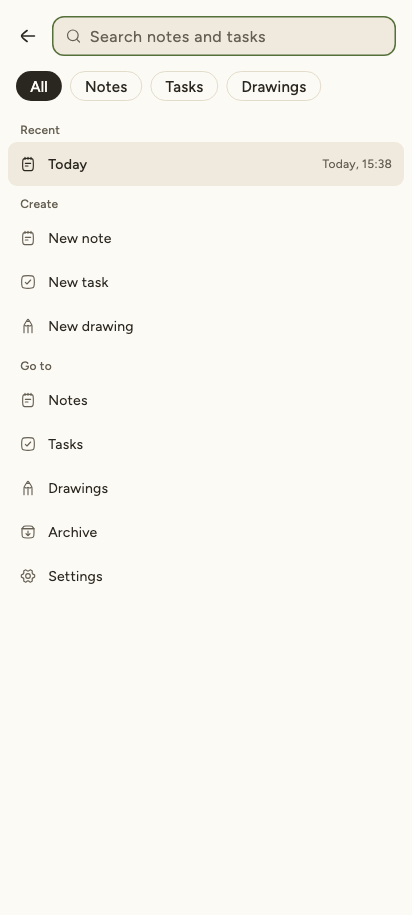 Search notes and tasks
All Notes Tasks Drawings
Recent
Today Today, 15:38
Create
New note
New task
New drawing
Go to
Notes
Tasks
Drawings
Archive
Settings